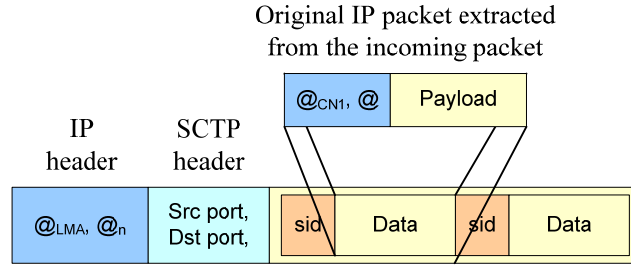 Original IP packet extracted
from the incoming packet
@CN1, @
Payload
IP
header
SCTP
header
@LMA, @n
Src port,
Dst port,
sid
Data
sid
Data